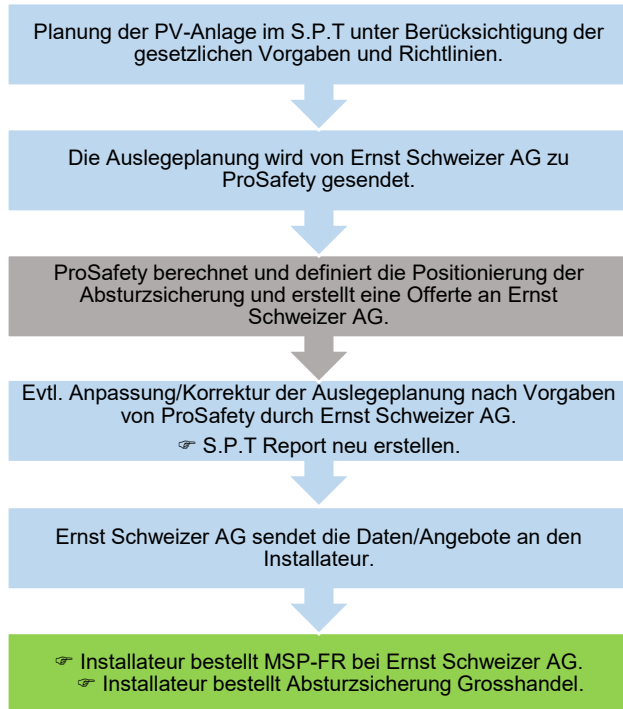 Planung der PV-Anlage im S.P.T unter Berücksichtigung der
gesetzlichen Vorgaben und Richtlinien.
Die Auslegeplanung wird von Ernst Schweizer AG zu
ProSafety gesendet.
ProSafety berechnet und definiert die Positionierung der
Absturzsicherung und erstellt eine Offerte an Ernst
Schweizer AG.
Evtl. Anpassung/Korrektur der Auslegeplanung nach Vorgaben
von ProSafety durch Ernst Schweizer AG.
☞ S.P.T Report neu erstellen.
Ernst Schweizer AG sendet die Daten/Angebote an den
Installateur.
☞ Installateur bestellt MSP-FR bei Ernst Schweizer AG.
☞ Installateur bestellt Absturzsicherung Grosshandel.